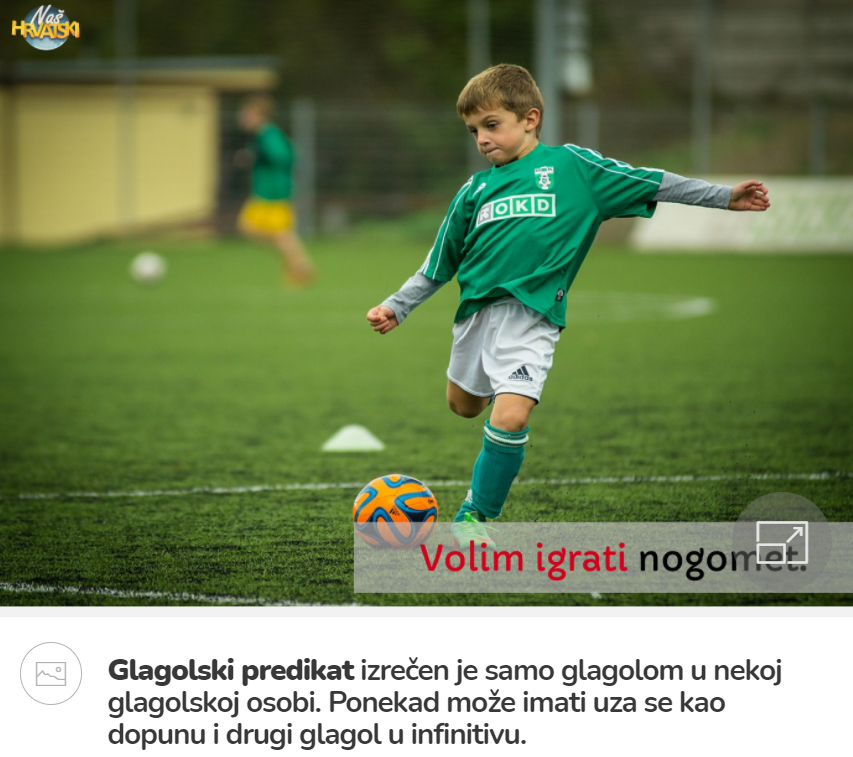 Naš
HRVATSKI
OKD
adidas
Volim igrati nogomet.
Glagolski predikat izrečen je samo glagolom u nekoj
glagolskoj osobi. Ponekad može imati uza se kao
dopunu i drugi glagol u infinitivu.